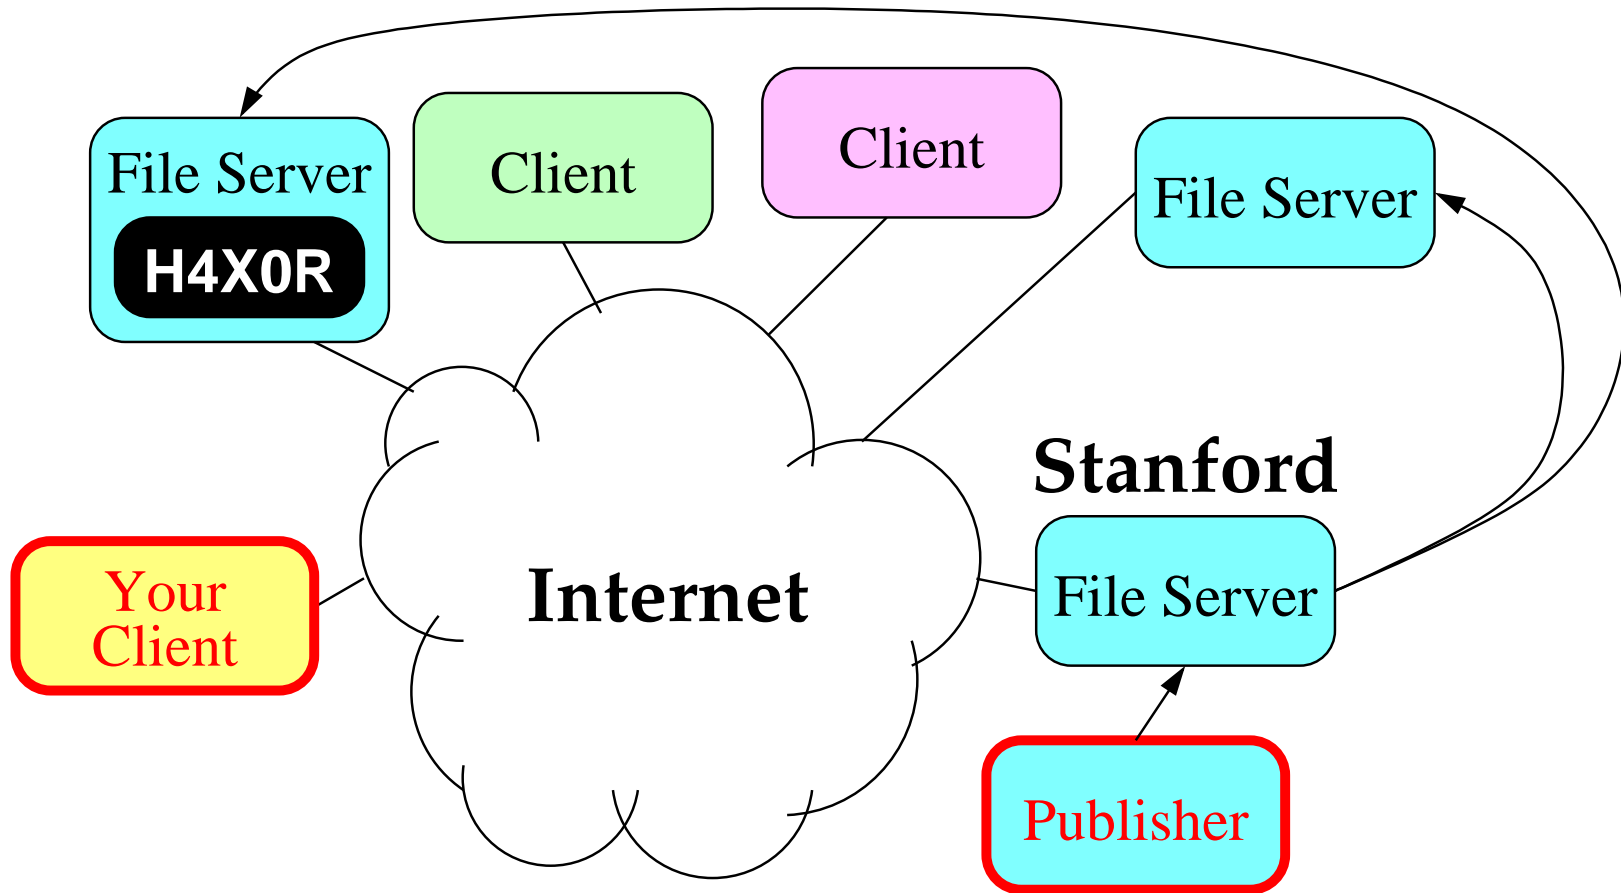 File Server
H4X0R
Client
Client
File Server
Stanford
File Server
Internet
Your
Client
Publisher